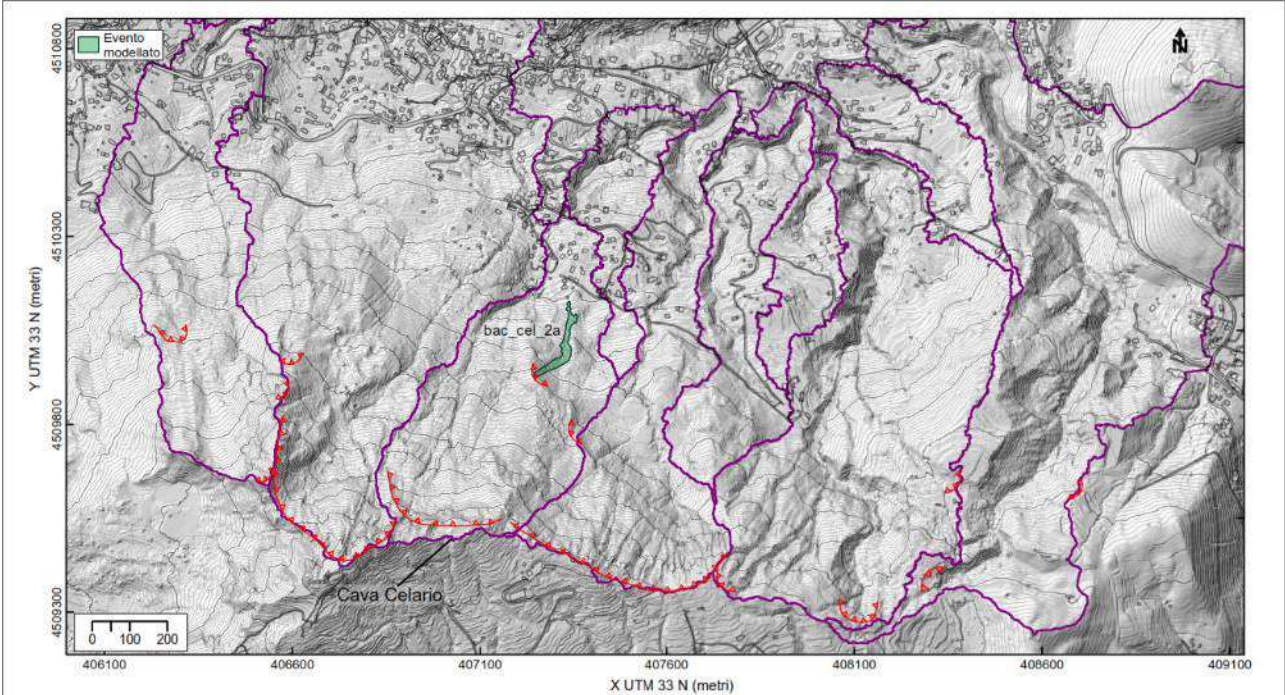 Evento
modellato
N
bac_cel_2a
Cava Celario
0 100 200
4510800
4510300
4509800
4509300
Y UTM 33 N (metri)
406100 406600 407100 407600 408100 408600 409100
X UTM 33 N (metri)